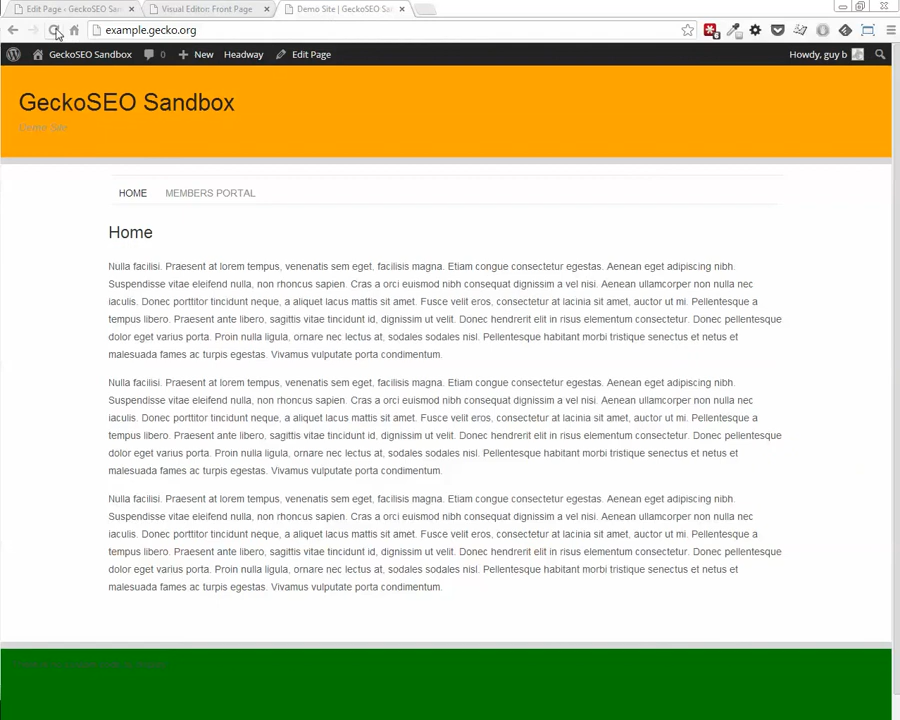 Edit Page ‹ GeckoSEO San
Visual Editor: Front Page
Demo Site | GeckoSEO Sa
example.gecko.org
GeckoSEO Sandbox
0
New
Headway
Edit Page
Howdy, guy b
GeckoSEO Sandbox
Demo Site
HOME
MEMBERS PORTAL
Home
Nulla facilisi. Praesent at lorem tempus, venenatis sem eget, facilisis magna. Etiam congue consectetur egestas. Aenean eget adipiscing nibh.
Suspendisse vitae eleifend nulla, non rhoncus sapien. Cras a orci euismod nibh consequat dignissim a vel nisi. Aenean ullamcorper non nulla nec
iaculis. Donec porttitor tincidunt neque, a aliquet lacus mattis sit amet. Fusce velit eros, consectetur at lacinia sit amet, auctor ut mi. Pellentesque a
tempus libero. Praesent ante libero, sagittis vitae tincidunt id, dignissim ut velit. Donec hendrerit elit in risus elementum consectetur. Donec pellentesque
dolor eget varius porta. Proin nulla ligula, ornare nec lectus at, sodales sodales nisl. Pellentesque habitant morbi tristique senectus et netus et
malesuada fames ac turpis egestas. Vivamus vulputate porta condimentum.
Nulla facilisi. Praesent at lorem tempus, venenatis sem eget, facilisis magna. Etiam congue consectetur egestas. Aenean eget adipiscing nibh.
Suspendisse vitae eleifend nulla, non rhoncus sapien. Cras a orci euismod nibh consequat dignissim a vel nisi. Aenean ullamcorper non nulla nec
iaculis. Donec porttitor tincidunt neque, a aliquet lacus mattis sit amet. Fusce velit eros, consectetur at lacinia sit amet, auctor ut mi. Pellentesque a
tempus libero. Praesent ante libero, sagittis vitae tincidunt id, dignissim ut velit. Donec hendrerit elit in risus elementum consectetur. Donec pellentesque
dolor eget varius porta. Proin nulla ligula, ornare nec lectus at, sodales sodales nisl. Pellentesque habitant morbi tristique senectus et netus et
malesuada fames ac turpis egestas. Vivamus vulputate porta condimentum.
Nulla facilisi. Praesent at lorem tempus, venenatis sem eget, facilisis magna. Etiam congue consectetur egestas. Aenean eget adipiscing nibh.
Suspendisse vitae eleifend nulla, non rhoncus sapien. Cras a orci euismod nibh consequat dignissim a vel nisi. Aenean ullamcorper non nulla nec
iaculis. Donec porttitor tincidunt neque, a aliquet lacus mattis sit amet. Fusce velit eros, consectetur at lacinia sit amet, auctor ut mi. Pellentesque a
tempus libero. Praesent ante libero, sagittis vitae tincidunt id, dignissim ut velit. Donec hendrerit elit in risus elementum consectetur. Donec pellentesque
dolor eget varius porta. Proin nulla ligula, ornare nec lectus at, sodales sodales nisl. Pellentesque habitant morbi tristique senectus et netus et
malesuada fames ac turpis egestas. Vivamus vulputate porta condimentum.